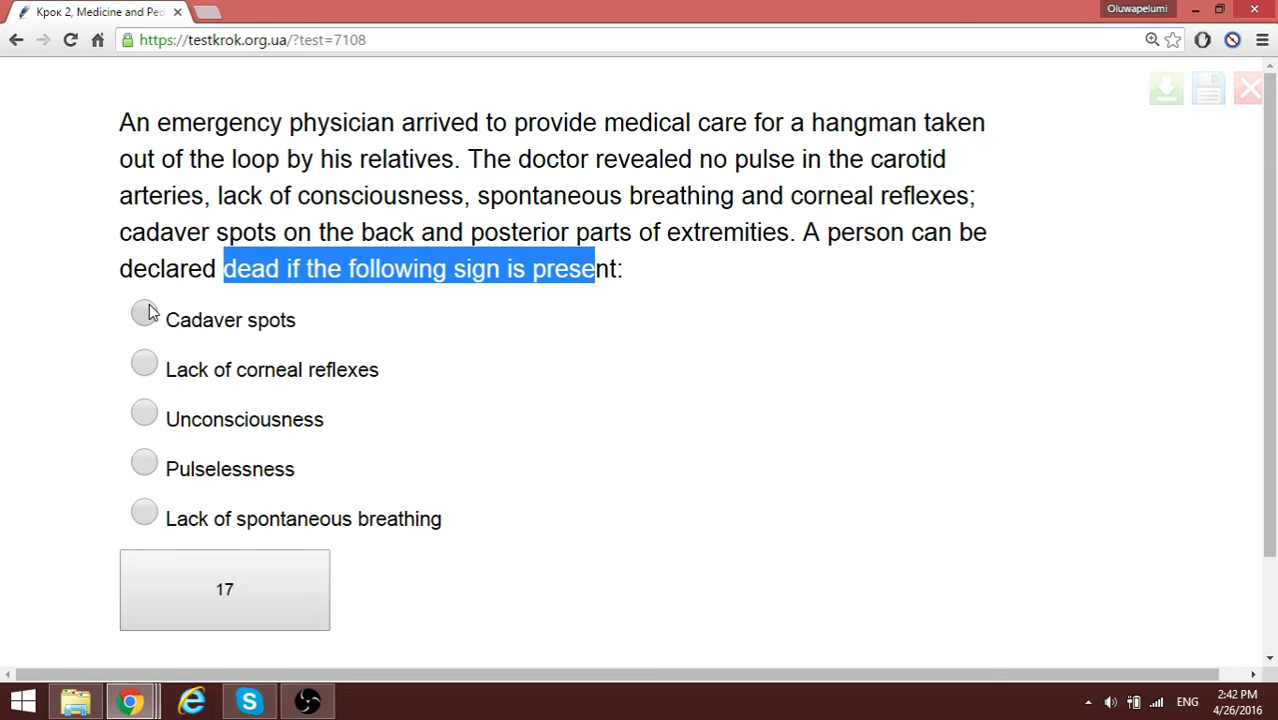 Oluwapelumi
Крок 2, Medicine and Ped
https://testkrok.org.ua/?test=7108
An emergency physician arrived to provide medical care for a hangman taken
out of the loop by his relatives. The doctor revealed no pulse in the carotid
arteries, lack of consciousness, spontaneous breathing and corneal reflexes;
cadaver spots on the back and posterior parts of extremities. A person can be
declared dead if the following sign is present:
Cadaver spots
Lack of corneal reflexes
Unconsciousness
Pulselessness
Lack of spontaneous breathing
17
ENG
2:42 PM
4/26/2016